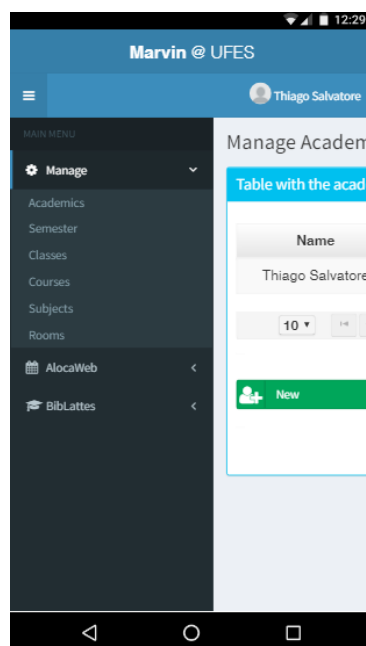 12:29
Marvin @ UFES
Thiago Salvatore
MAIN MENU
Manage
Academics
Semester
Classes
Courses
Subjects
Rooms
AlocaWeb
BibLattes
Manage Academ
Table with the acad
Name
Thiago Salvatore
10
New